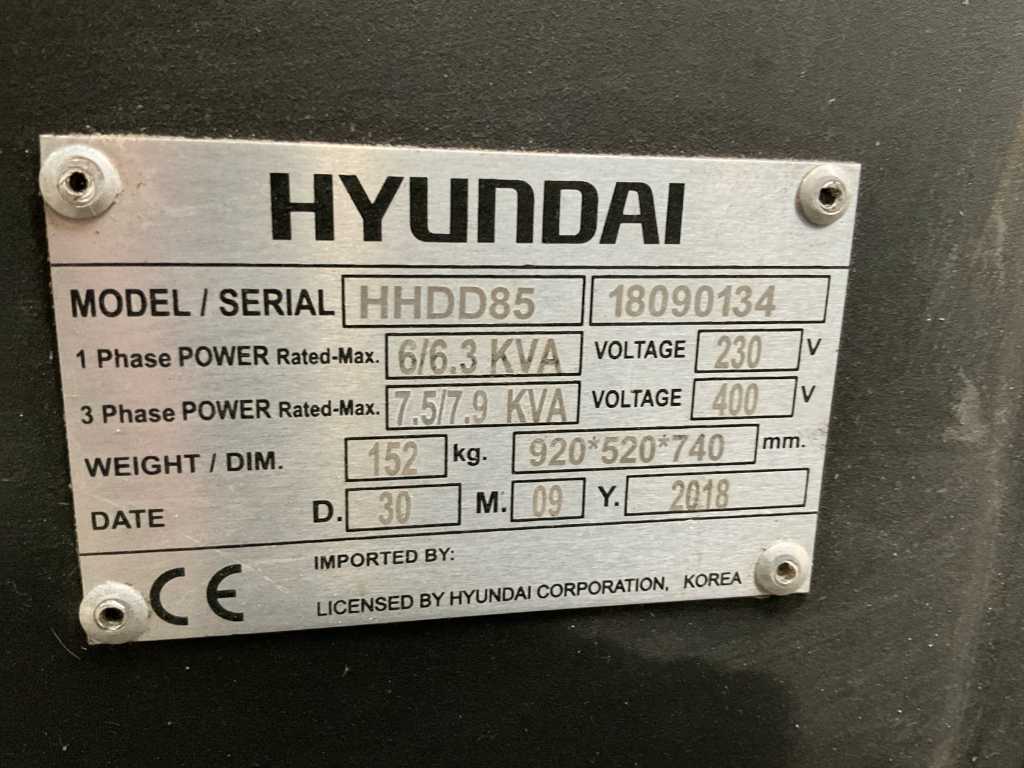 HYUNDAI
MODEL / SERIAL HHDD85 18090134
1 Phase POWER Rated-Max. 6/6.3 KVA VOLTAGE 230 V
3 Phase POWER Rated-Max. 7.5/7.9 KVA VOLTAGE 400 V
WEIGHT / DIM. 152 kg. 920*520*740 mm.
DATE D. 30 M. 09 Y. 2018
IMPORTED BY:
CE LICENSED BY HYUNDAI CORPORATION, KOREA